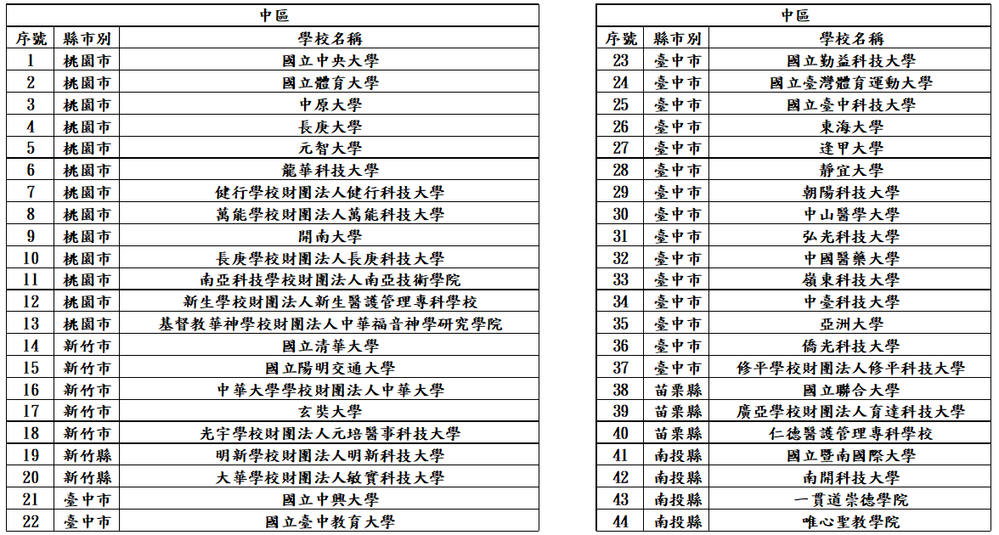 中區
序號 縣市別 學校名稱
1 桃園市 國立中央大學
2 桃園市 國立體育大學
3 桃園市 中原大學
4 桃園市 長庚大學
5 桃園市 元智大學
6 桃園市 龍華科技大學
7 桃園市 健行學校財團法人健行科技大學
8 桃園市 萬能學校財團法人萬能科技大學
9 桃園市 開南大學
10 桃園市 長庚學校財團法人長庚科技大學
11 桃園市 南亞科技學校財團法人南亞技術學院
12 桃園市 新生學校財團法人新生醫護管理專科學校
13 桃園市 基督教華神學校財團法人中華福音神學研究學院
14 新竹市 國立清華大學
15 新竹市 國立陽明交通大學
16 新竹市 中華大學學校財團法人中華大學
17 新竹市 玄奘大學
18 新竹市 光宇學校財團法人元培醫事科技大學
19 新竹縣 明新學校財團法人明新科技大學
20 新竹縣 大華學校財團法人敏實科技大學
21 臺中市 國立中興大學
22 臺中市 國立臺中教育大學
中區
序號 縣市別 學校名稱
23 臺中市 國立勤益科技大學
24 臺中市 國立臺灣體育運動大學
25 臺中市 國立臺中科技大學
26 臺中市 東海大學
27 臺中市 逢甲大學
28 臺中市 靜宜大學
29 臺中市 朝陽科技大學
30 臺中市 中山醫學大學
31 臺中市 弘光科技大學
32 臺中市 中國醫藥大學
33 臺中市 嶺東科技大學
34 臺中市 中臺科技大學
35 臺中市 亞洲大學
36 臺中市 僑光科技大學
37 臺中市 修平學校財團法人修平科技大學
38 苗栗縣 國立聯合大學
39 苗栗縣 廣亞學校財團法人育達科技大學
40 苗栗縣 仁德醫護管理專科學校
41 南投縣 國立暨南國際大學
42 南投縣 南開科技大學
43 南投縣 一貫道崇德學院
44 南投縣 唯心聖教學院